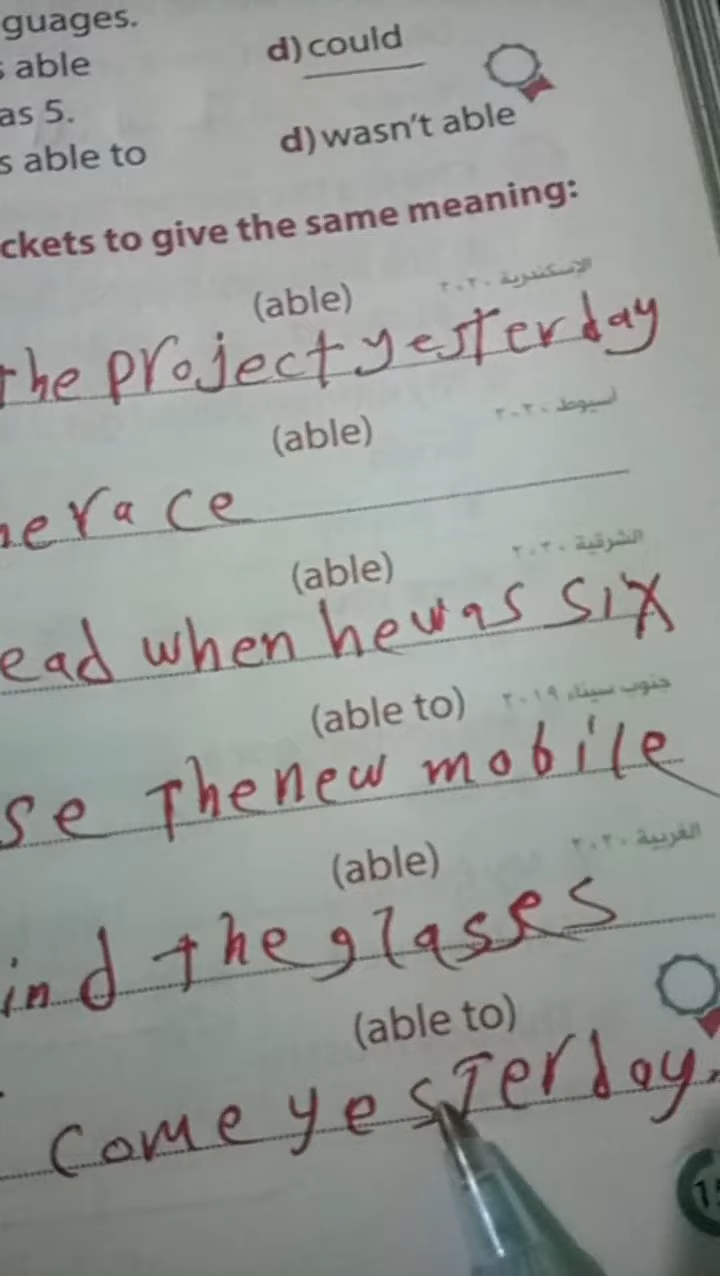 guages.
s able d) could
as 5.
s able to d) wasn't able
ckets to give the same meaning:
(able) الإسكندرية ٢٠٢٠
the project yesterday
(able) أسيوط ٢٠٢٠
he race
(able) الشرقية ٢٠٢٠
ead when he was six
(able to) جنوب سيناء ٢٠١٩
se The new mobile
(able) الغربية ٢٠٢٠
ind the glasses
(able to)
come yesterday.